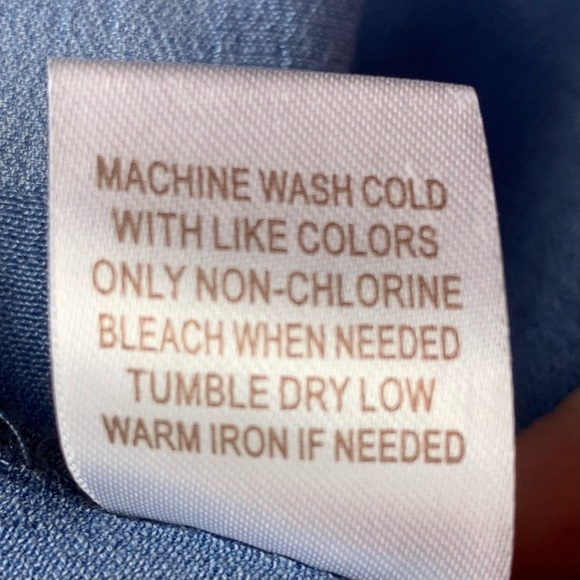 MACHINE WASH COLD
WITH LIKE COLORS
ONLY NON-CHLORINE
BLEACH WHEN NEEDED
TUMBLE DRY LOW
WARM IRON IF NEEDED